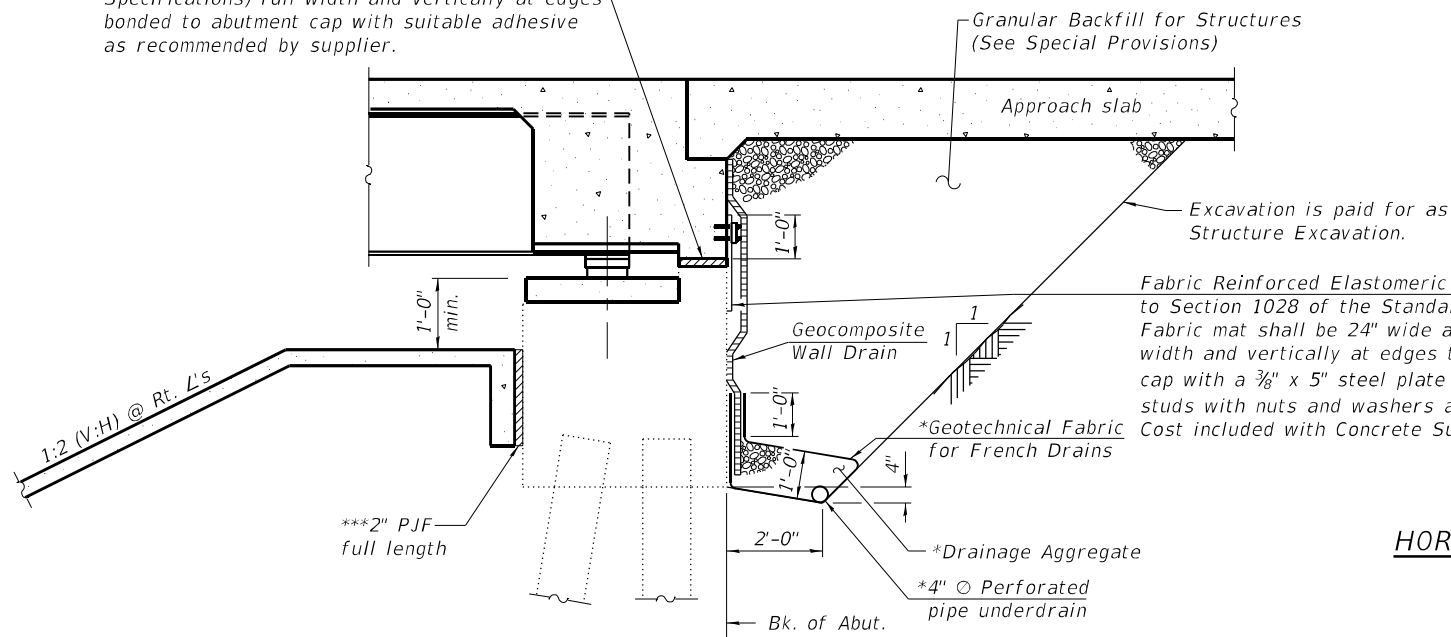 Specifications) full width and vertically at edges
bonded to abutment cap with suitable adhesive
as recommended by supplier.
Granular Backfill for Structures
(See Special Provisions)
Approach slab
Excavation is paid for as
Structure Excavation.
1'-0"
1'-0"
min.
Fabric Reinforced Elastomeric
to Section 1028 of the Standa
Fabric mat shall be 24" wide a
width and vertically at edges t
cap with a ⅜" x 5" steel plate
studs with nuts and washers a
Cost included with Concrete Su
1
1
Geocomposite
Wall Drain
1:2 (V:H) @ Rt. ∠'s
1'-0"
*Geotechnical Fabric
for French Drains
1'-0"
4"
***2" PJF
full length
2'-0"
*Drainage Aggregate
HOR
*4" ∅ Perforated
pipe underdrain
Bk. of Abut.